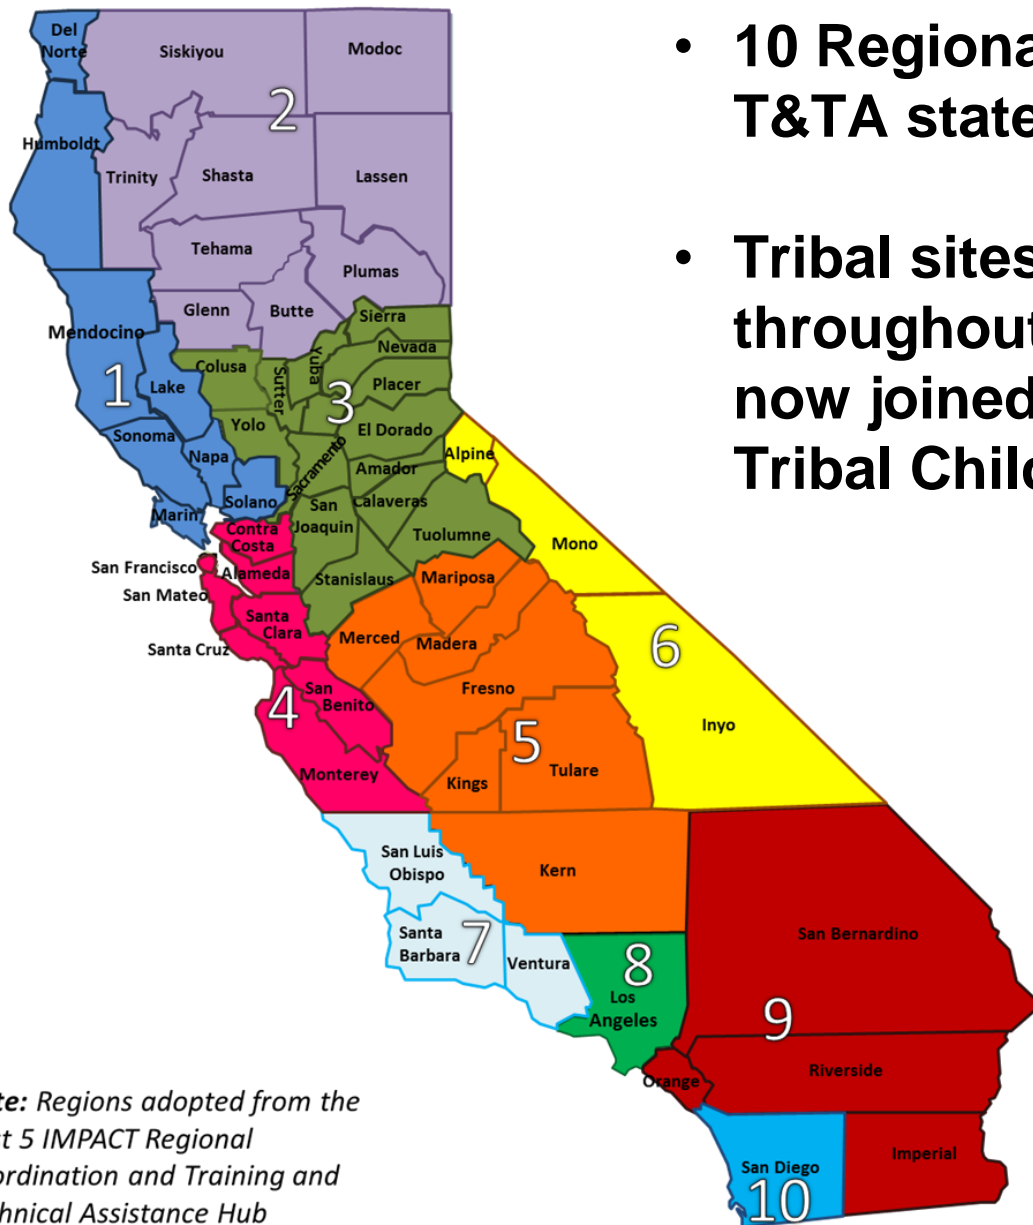 • 10 Regiona
T&TA state
• Tribal sites
throughout
now joined
Tribal Child
Del
Norte
Siskiyou
Modoc
2
Humboldt
Trinity
Shasta
Lassen
Tehama
Plumas
Glenn
Butte
Sierra
Mendocino
Nevada
Colusa
Yuba
Sutter
Placer
1
Lake
3
Yolo
El Dorado
Sonoma
Napa
Sacramento
Amador
Alpine
Solano
San
Joaquin
Calaveras
Marin
Contra
Costa
Tuolumne
Mono
San Francisco
Alameda
Stanislaus
Mariposa
San Mateo
Santa
Clara
Merced
Madera
6
Santa Cruz
San
Benito
Fresno
4
Inyo
5
Monterey
Kings
Tulare
San Luis
Obispo
Kern
Santa
Barbara
7
Ventura
8
Los
Angeles
San Bernardino
9
Orange
Riverside
San Diego
10
Imperial
te: Regions adopted from the
st 5 IMPACT Regional
ordination and Training and
chnical Assistance Hub